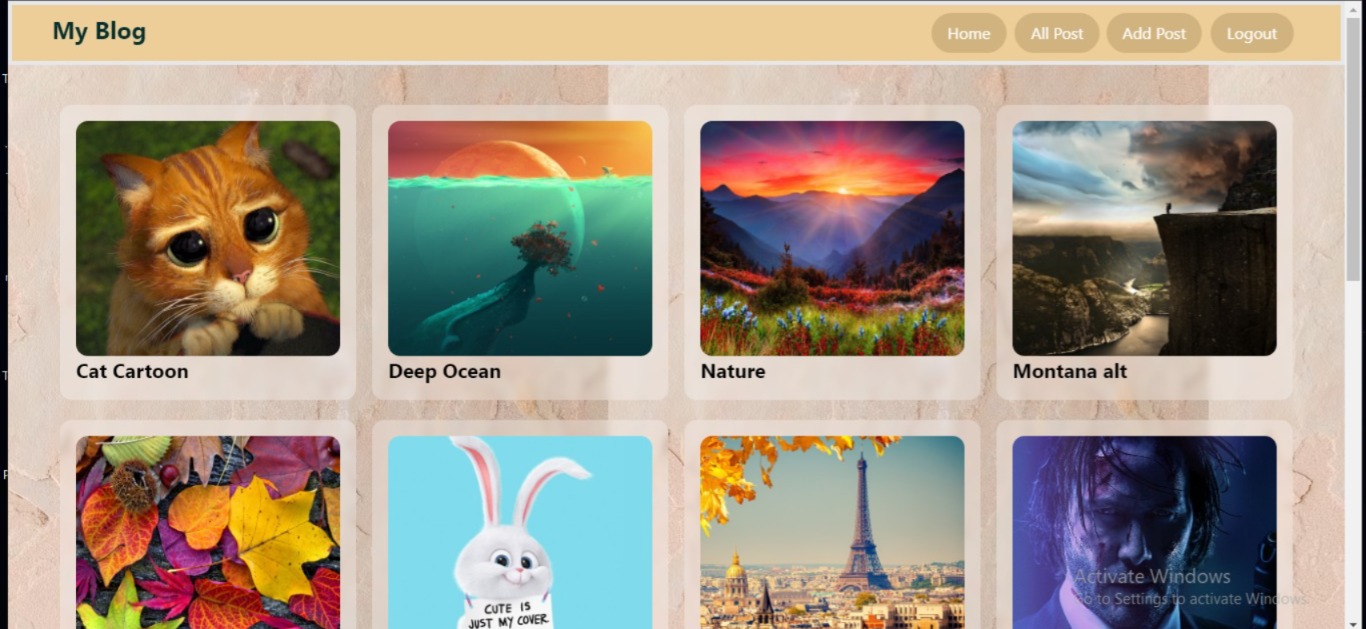 My Blog
Home
All Post
Add Post
Logout
Cat Cartoon
Deep Ocean
Nature
Montana alt
CUTE IS
JUST MY COVER
Activate Windows
Go to Settings to activate Windows.